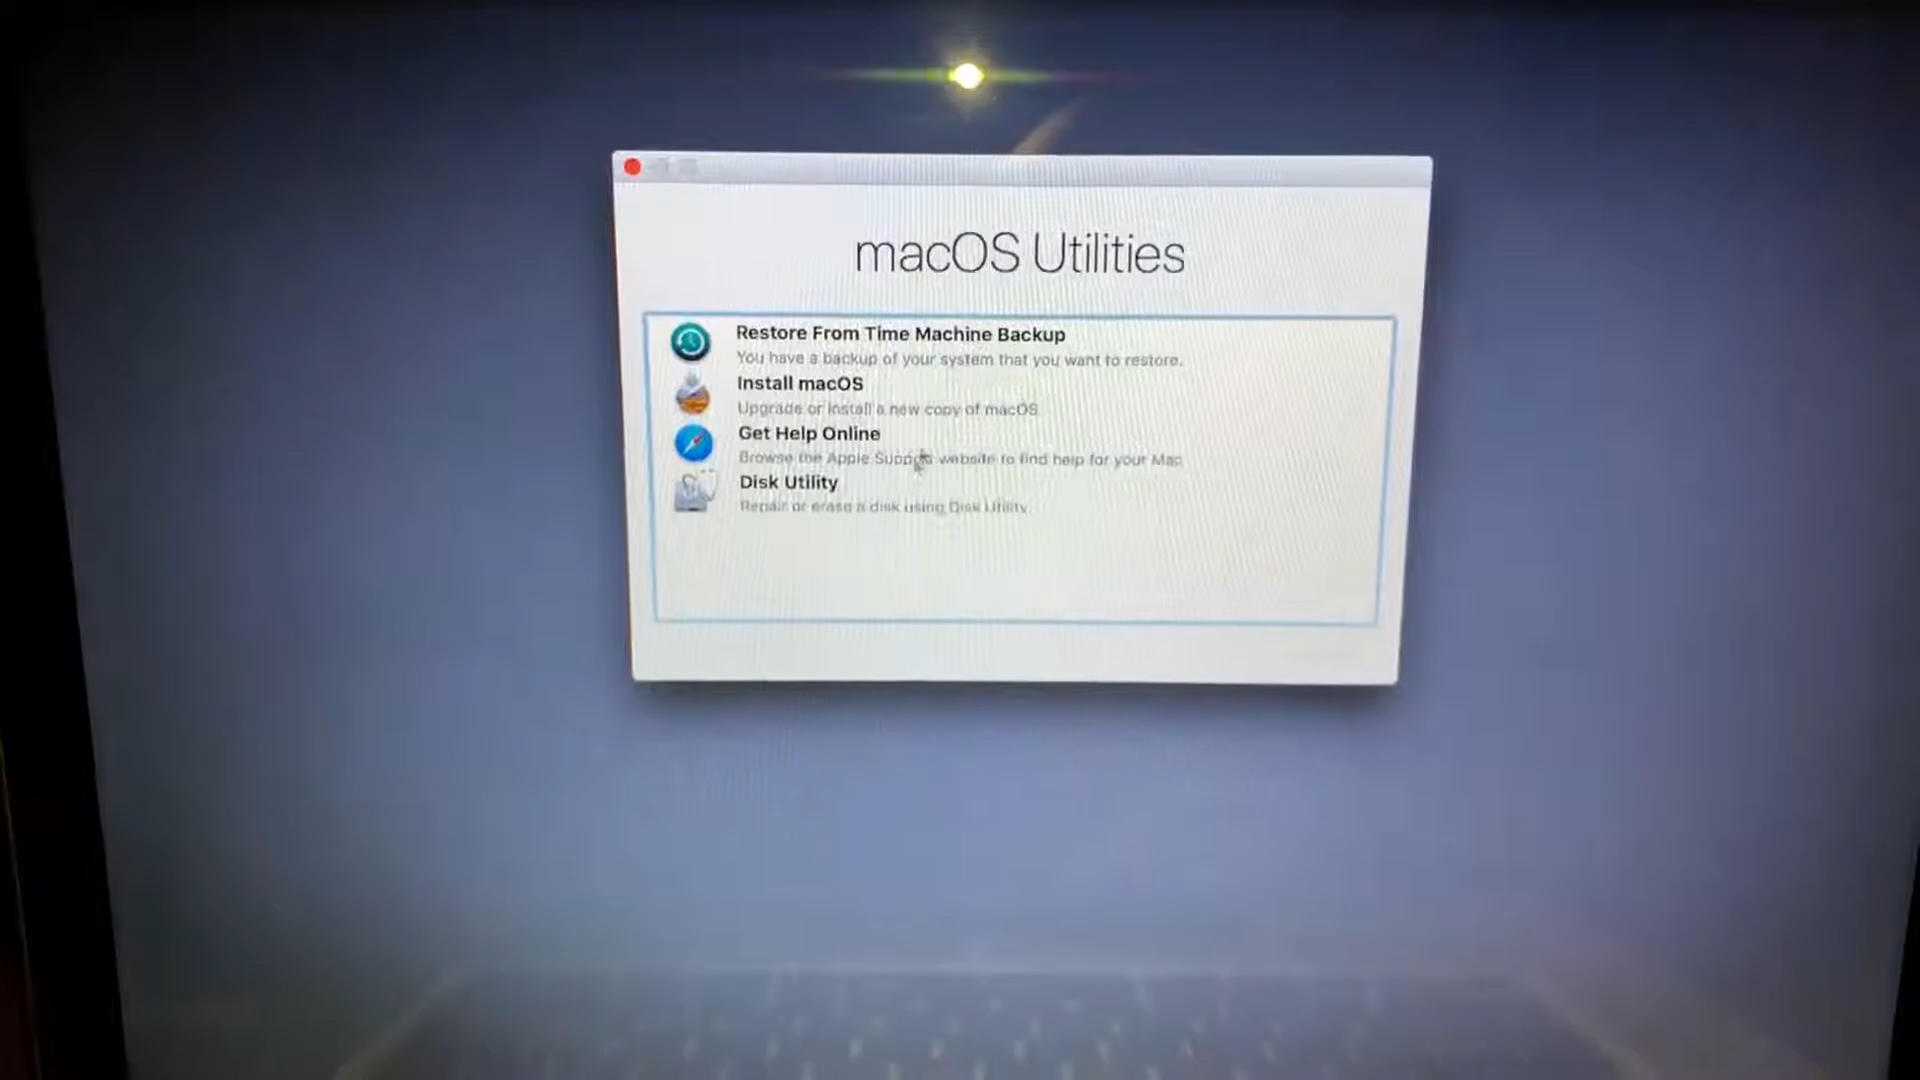 macOS Utilities
Restore From Time Machine Backup
You have a backup of your system that you want to restore.
Install macOS
Upgrade or install a new copy of macOS
Get Help Online
Browse the Apple Support website to find help for your Mac
Disk Utility
Repair or erase a disk using Disk Utility.